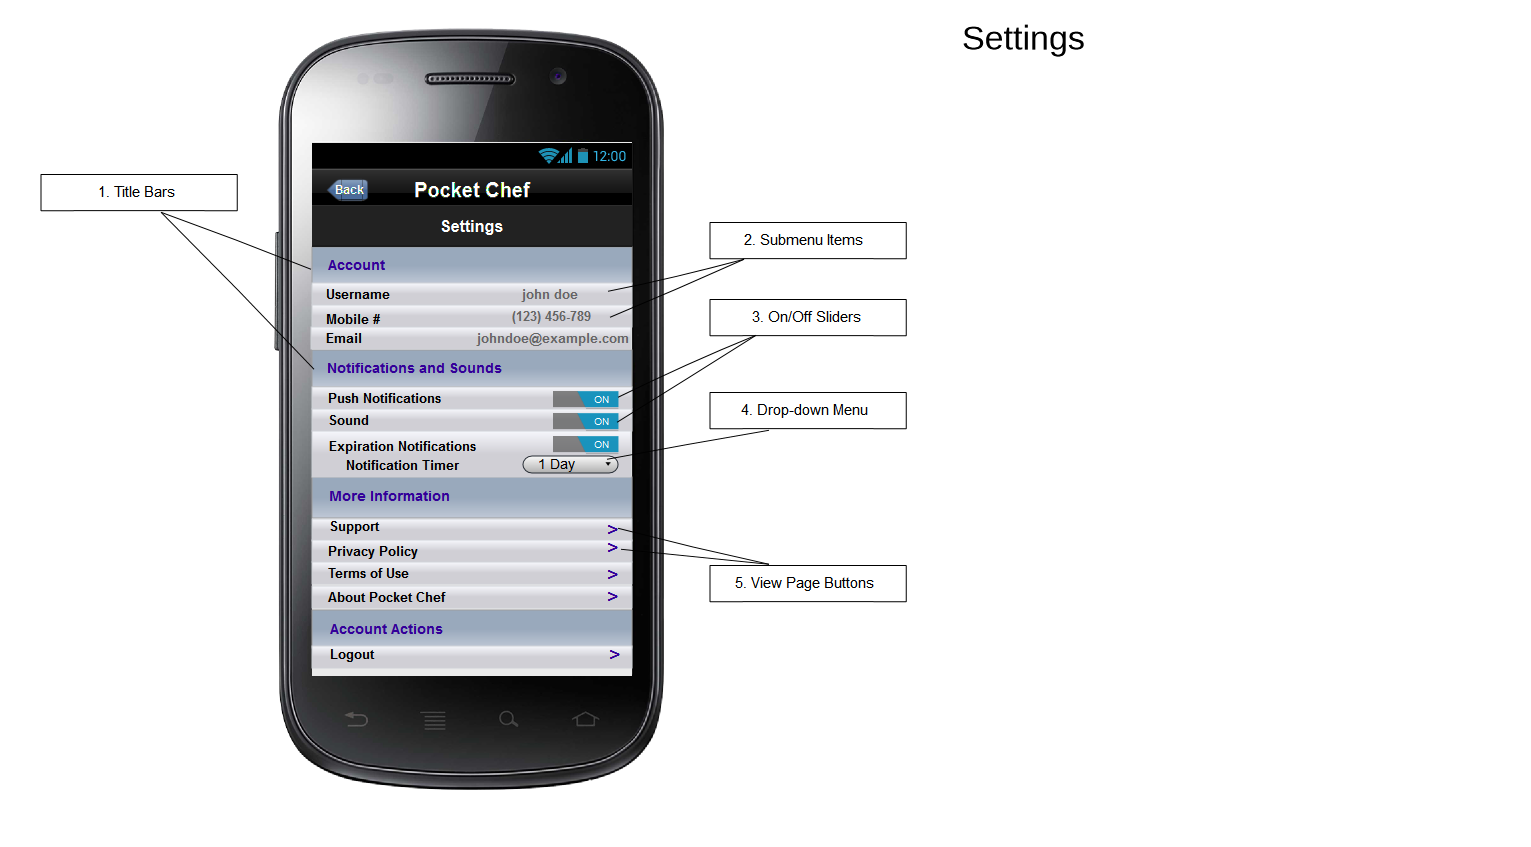 Settings
12:00
Back
Pocket Chef
1. Title Bars
Settings
2. Submenu Items
Account
Username john doe
Mobile # (123) 456-789
3. On/Off Sliders
Email johndoe@example.com
Notifications and Sounds
Push Notifications ON
4. Drop-down Menu
Sound ON
Expiration Notifications ON
Notification Timer 1 Day
More Information
Support >
Privacy Policy >
Terms of Use >
5. View Page Buttons
About Pocket Chef >
Account Actions
Logout >